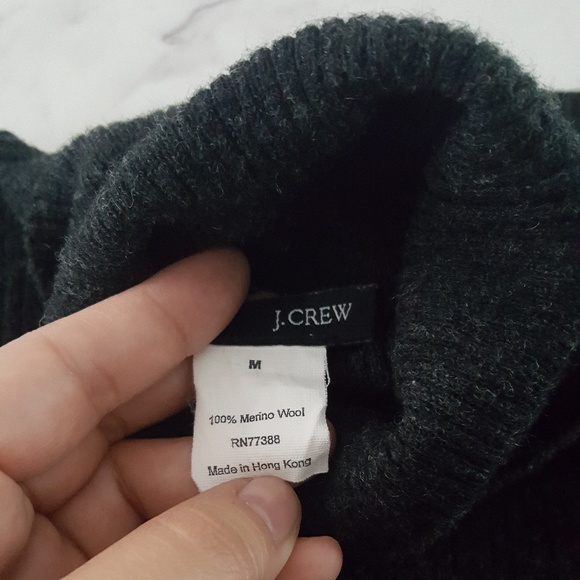 J.CREW
M
100% Merino Wool
RN77388
Made in Hong Kong